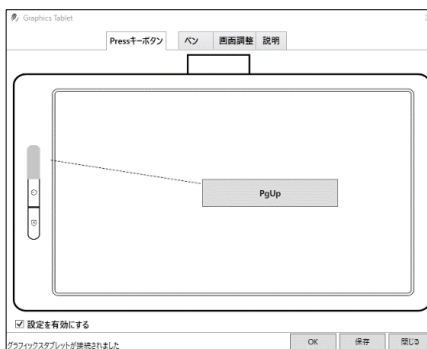 Graphics Tablet
Pressキーボタン ペン 画面調整 説明
PgUp
設定を有効にする
グラフィックスタブレットが接続されました
OK 保存 閉じる